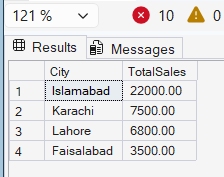 121 % 10 0
Results Messages
City TotalSales
1 Islamabad 22000.00
2 Karachi 7500.00
3 Lahore 6800.00
4 Faisalabad 3500.00